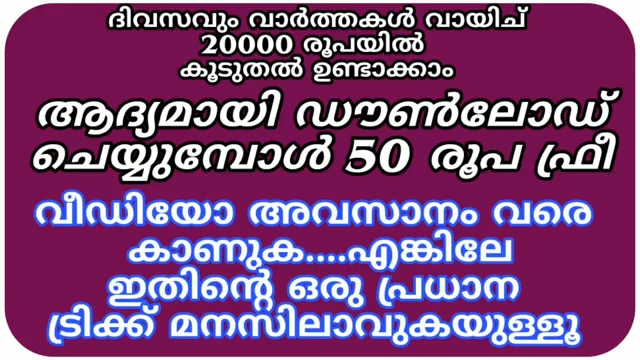 ദിവസവും വാർത്തകൾ വായിച്
20000 രൂപയിൽ
കൂടുതൽ ഉണ്ടാക്കാം
ആദ്യമായി ഡൗൺലോഡ്
ചെയ്യുമ്പോൾ 50 രൂപ ഫ്രീ
വീഡിയോ അവസാനം വരെ
കാണുക....എങ്കിലേ
ഇതിന്റെ ഒരു പ്രധാന
ട്രിക്ക് മനസിലാവുകയുള്ളൂ